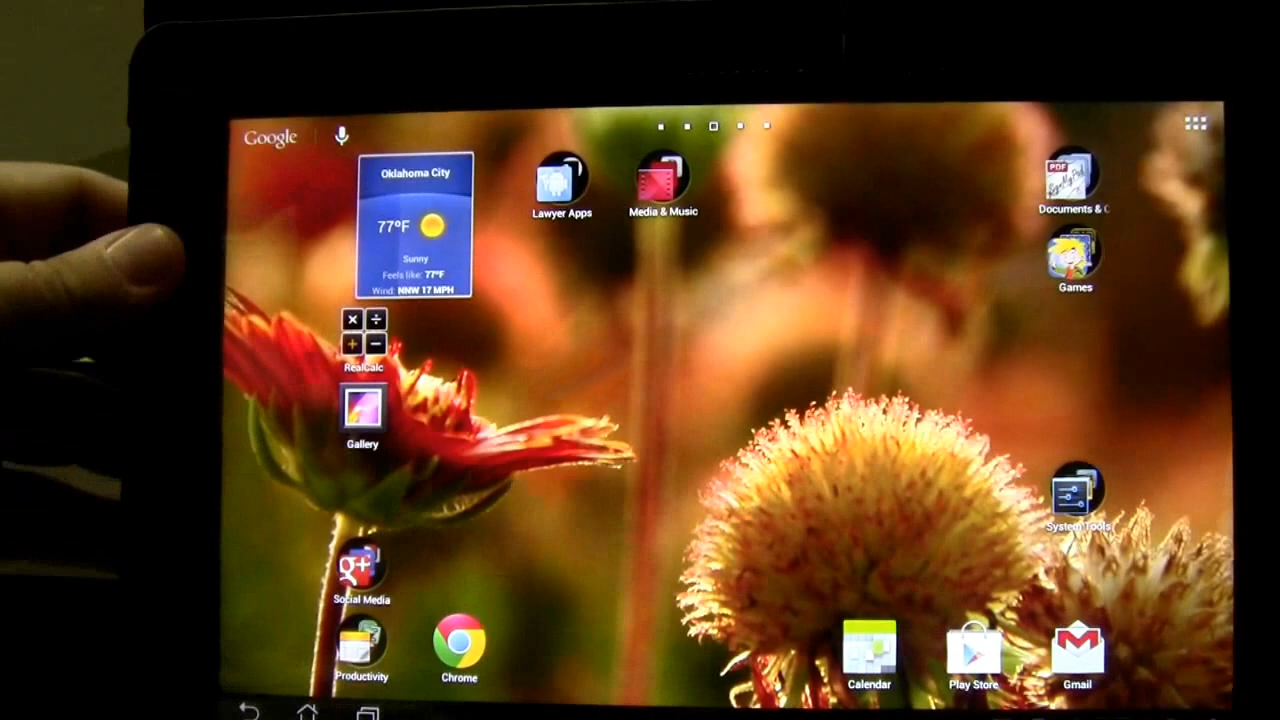 Google
Oklahoma City
77°F
Sunny
Feels like: 77°F
Wind: NNW 17 MPH
Lawyer Apps
Media & Music
PDF
Documents & C
Games
RealCalc
Gallery
System Tools
g+
Social Media
Productivity
Chrome
Calendar
Play Store
Gmail